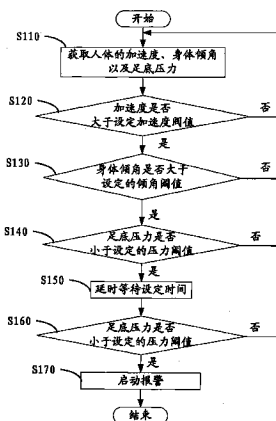 开始
S110
获取人体的加速度、身体倾角
以及足底压力
S120
加速度是否
大于设定加速度阀值
否
是
S130
身体倾角是否大于
设定的倾角阈值
否
是
S140
足底压力是否
小于设定的压力阈值
否
是
S150
延时等待设定时间
S160
足底压力是否
小于设定的压力阈值
否
是
S170
启动报警
结束